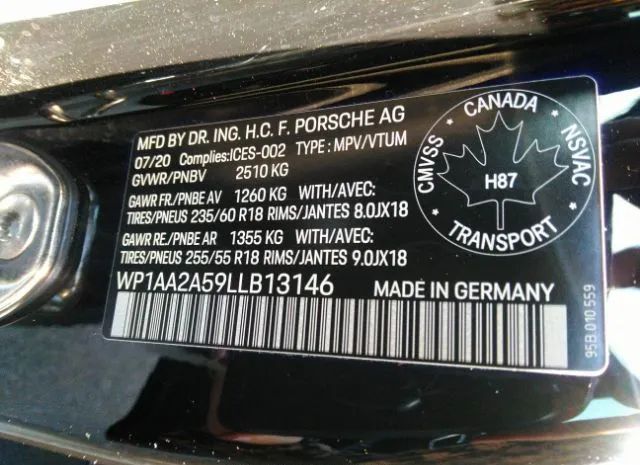 MFD BY DR. ING. H.C. F. PORSCHE AG
07/20 Complies:ICES-002 TYPE: MPV/VTUM
GVWR/PNBV 2510 KG
GAWR FR./PNBE AV 1260 KG WITH/AVEC:
TIRES/PNEUS 235/60 R18 RIMS/JANTES 8.0JX18
GAWR RE./PNBE AR 1355 KG WITH/AVEC:
TIRES/PNEUS 255/55 R18 RIMS/JANTES 9.0JX18
WP1AA2A59LLB13146 MADE IN GERMANY
CANADA
CMVSS
NSVAC
H87
TRANSPORT
95B.010.559